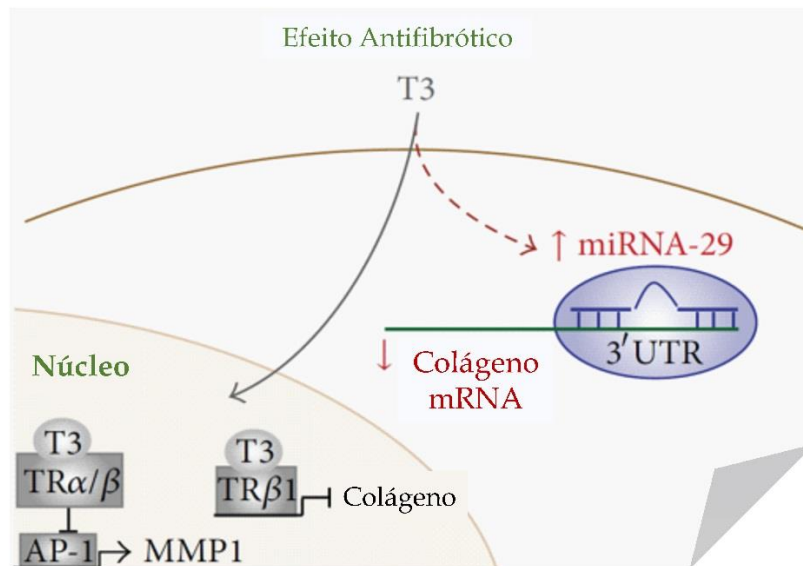 Efeito Antifibrótico
T3
↑ miRNA-29
3′ UTR
↓ Colágeno
mRNA
Núcleo
T3
TRα/β
AP-1 → MMP1
T3
TRβ1
Colágeno